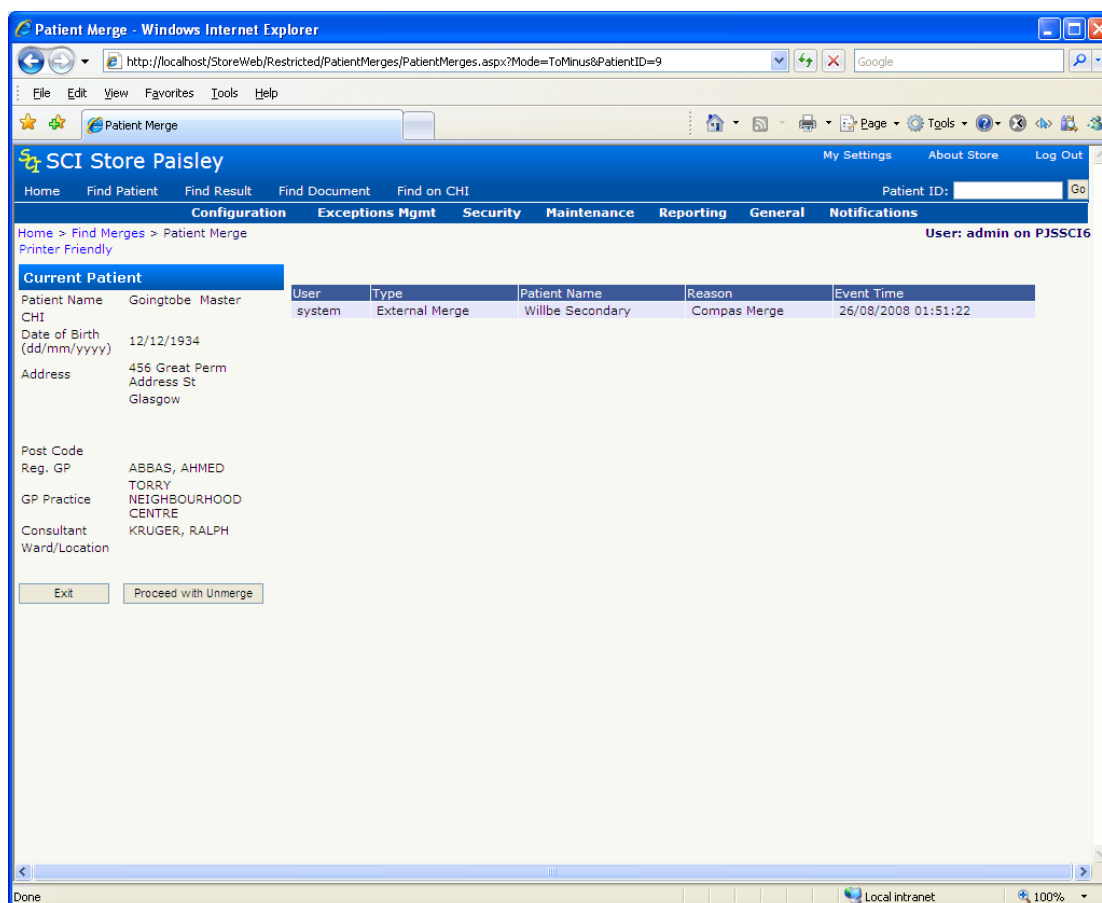 Patient Merge - Windows Internet Explorer
http://localhost/StoreWeb/Restricted/PatientMerges/PatientMerges.aspx?Mode=ToMinus&PatientID=9 Google
File Edit View Favorites Tools Help
Patient Merge Page Tools
SCI Store Paisley My Settings About Store Log Out
Home Find Patient Find Result Find Document Find on CHI Patient ID: Go
Configuration Exceptions Mgmt Security Maintenance Reporting General Notifications
Home > Find Merges > Patient Merge User: admin on PJSSCI6
Printer Friendly
Current Patient
User Type Patient Name Reason Event Time
system External Merge Willbe Secondary Compas Merge 26/08/2008 01:51:22
Patient Name Goingtobe Master
CHI
Date of Birth
(dd/mm/yyyy) 12/12/1934
Address 456 Great Perm
Address St
Glasgow
Post Code
Reg. GP ABBAS, AHMED
GP Practice TORRY
NEIGHBOURHOOD
CENTRE
Consultant KRUGER, RALPH
Ward/Location
Exit Proceed with Unmerge
Done Local intranet 100%